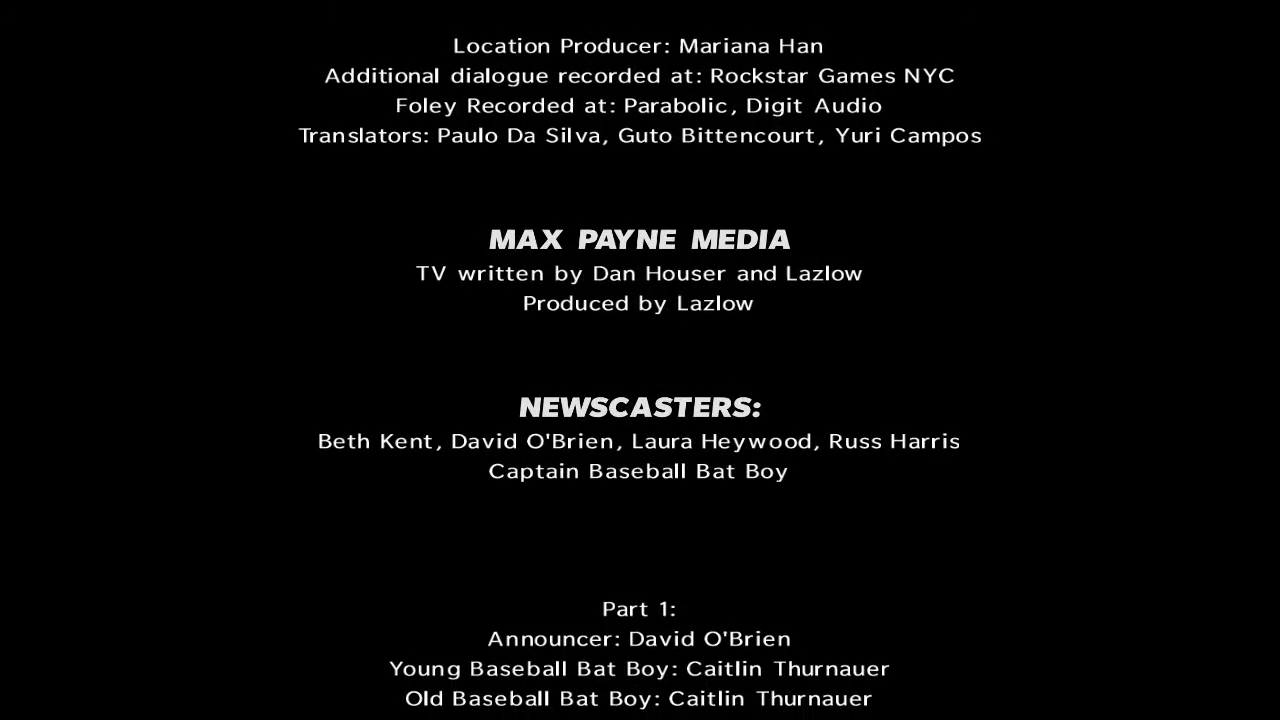 Location Producer: Mariana Han
Additional dialogue recorded at: Rockstar Games NYC
Foley Recorded at: Parabolic, Digit Audio
Translators: Paulo Da Silva, Guto Bittencourt, Yuri Campos
MAX PAYNE MEDIA
TV written by Dan Houser and Lazlow
Produced by Lazlow
NEWSCASTERS:
Beth Kent, David O'Brien, Laura Heywood, Russ Harris
Captain Baseball Bat Boy
Part 1:
Announcer: David O'Brien
Young Baseball Bat Boy: Caitlin Thurnauer
Old Baseball Bat Boy: Caitlin Thurnauer